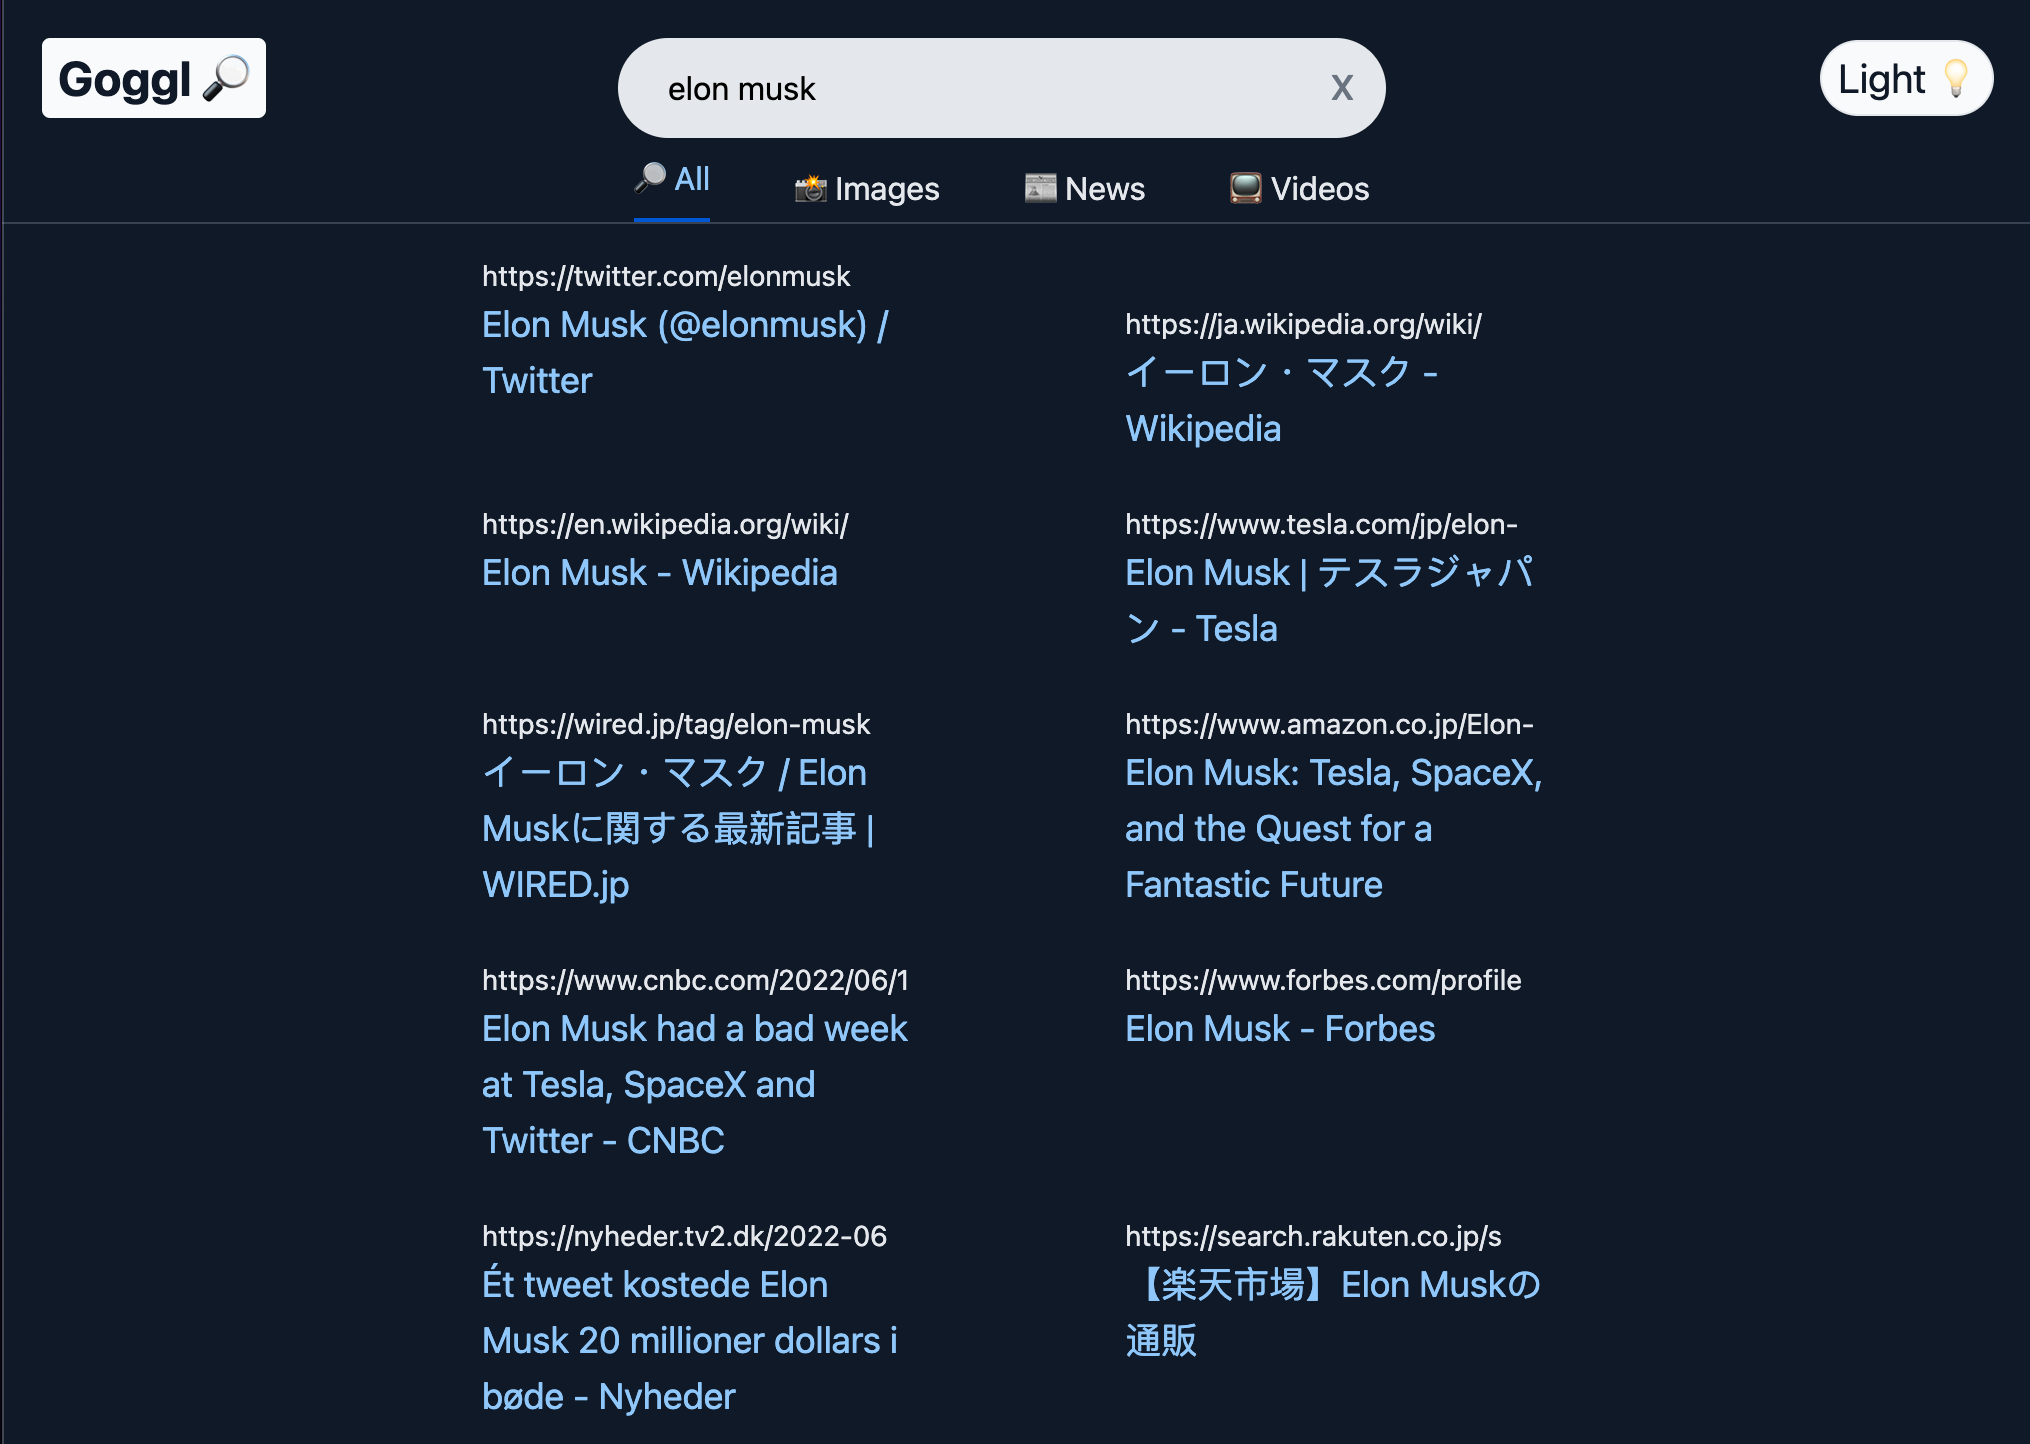 Goggl
elon musk
X
Light
All
Images
News
Videos
https://twitter.com/elonmusk
Elon Musk (@elonmusk) /
Twitter
https://ja.wikipedia.org/wiki/
イーロン・マスク -
Wikipedia
https://en.wikipedia.org/wiki/
Elon Musk - Wikipedia
https://www.tesla.com/jp/elon-
Elon Musk | テスラジャパ
ン - Tesla
https://wired.jp/tag/elon-musk
イーロン・マスク / Elon
Muskに関する最新記事 |
WIRED.jp
https://www.amazon.co.jp/Elon-
Elon Musk: Tesla, SpaceX,
and the Quest for a
Fantastic Future
https://www.cnbc.com/2022/06/1
Elon Musk had a bad week
at Tesla, SpaceX and
Twitter - CNBC
https://www.forbes.com/profile
Elon Musk - Forbes
https://nyheder.tv2.dk/2022-06
Ét tweet kostede Elon
Musk 20 millioner dollars i
bøde - Nyheder
https://search.rakuten.co.jp/s
【楽天市場】Elon Muskの
通販